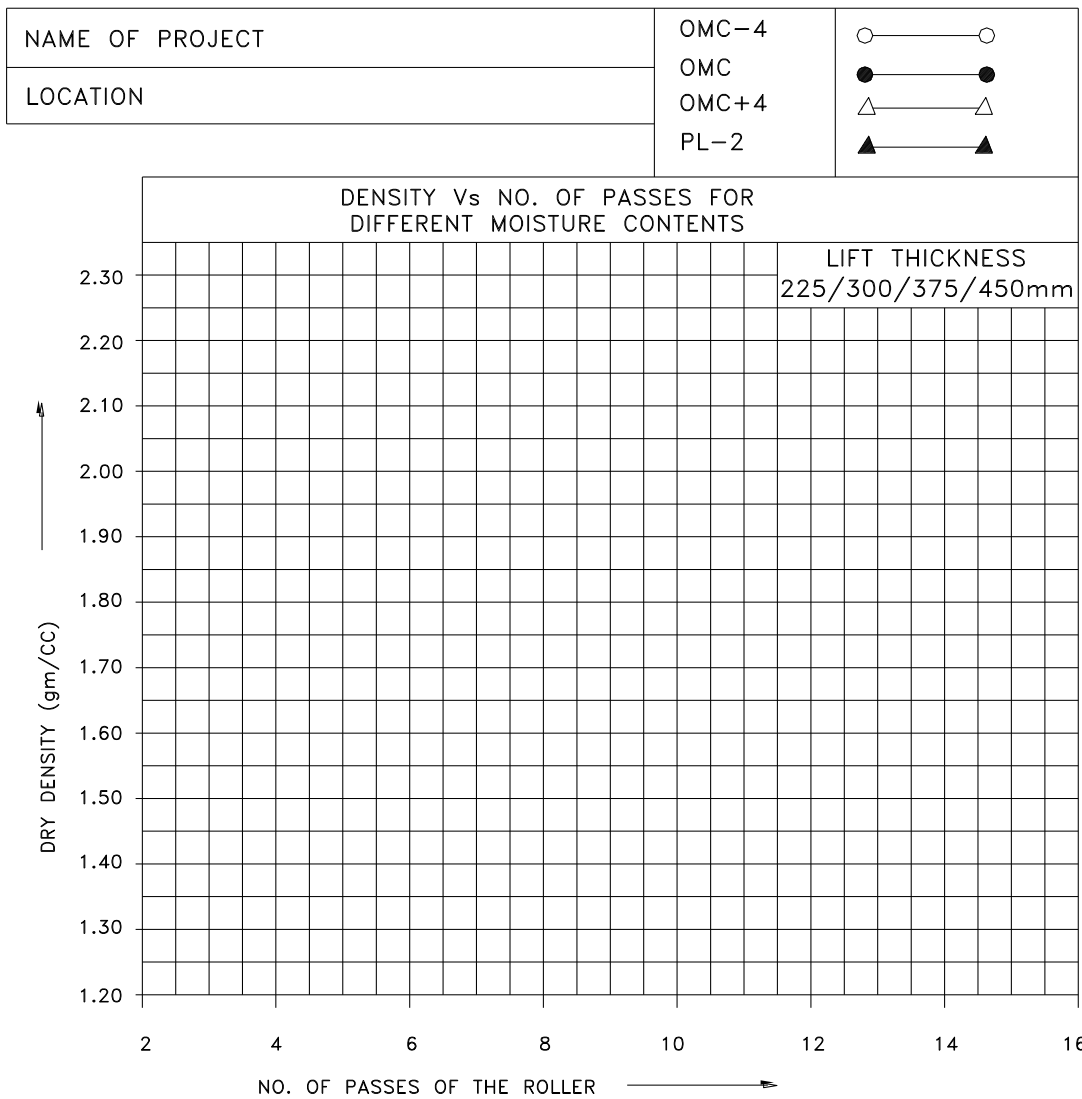 NAME OF PROJECT
LOCATION
OMC-4
OMC
OMC+4
PL-2
DENSITY Vs NO. OF PASSES FOR
DIFFERENT MOISTURE CONTENTS
LIFT THICKNESS
225/300/375/450mm
2.30
2.20
2.10
2.00
1.90
1.80
1.70
1.60
1.50
1.40
1.30
1.20
DRY DENSITY (gm/CC)
2 4 6 8 10 12 14 16
NO. OF PASSES OF THE ROLLER